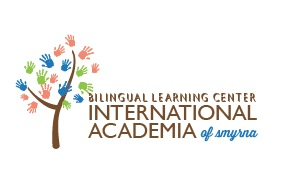 BILINGUAL LEARNING CENTER
INTERNATIONAL
ACADEMIA of smyrna